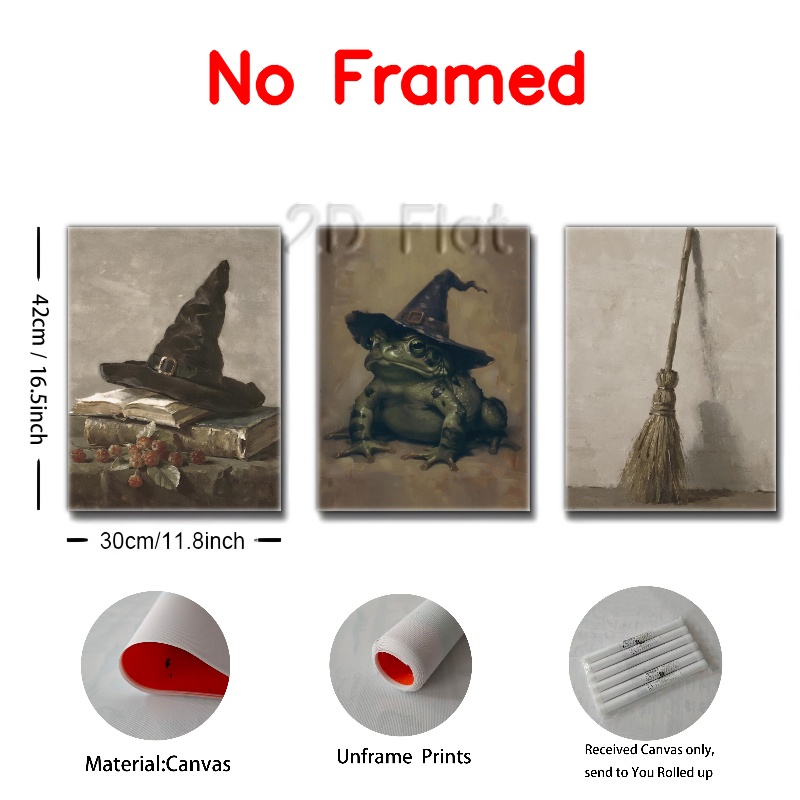 No Framed
2D Flat
42cm / 16.5inch
30cm/11.8inch
Material:Canvas
Unframe Prints
Received Canvas only,
send to You Rolled up